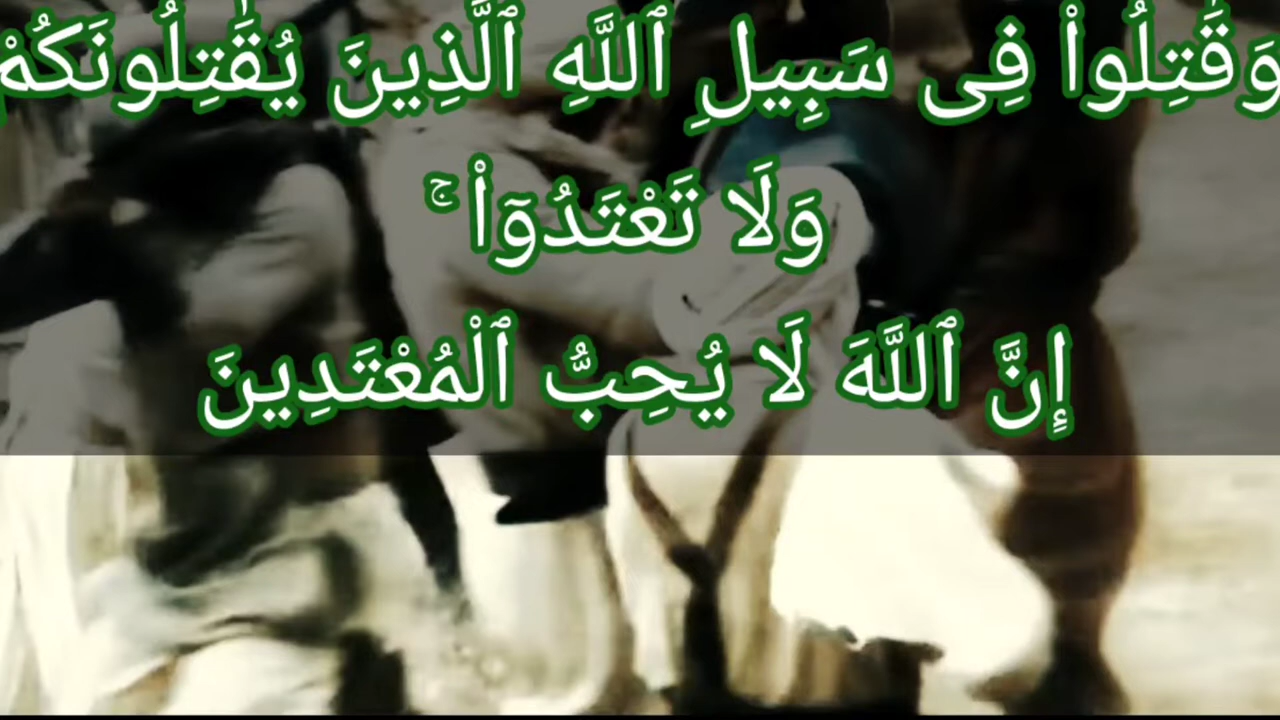 وَقَٰتِلُوا۟ فِى سَبِيلِ ٱللَّهِ ٱلَّذِينَ يُقَٰتِلُونَكُمْ
وَلَا تَعْتَدُوٓا۟ ۚ
إِنَّ ٱللَّهَ لَا يُحِبُّ ٱلْمُعْتَدِينَ